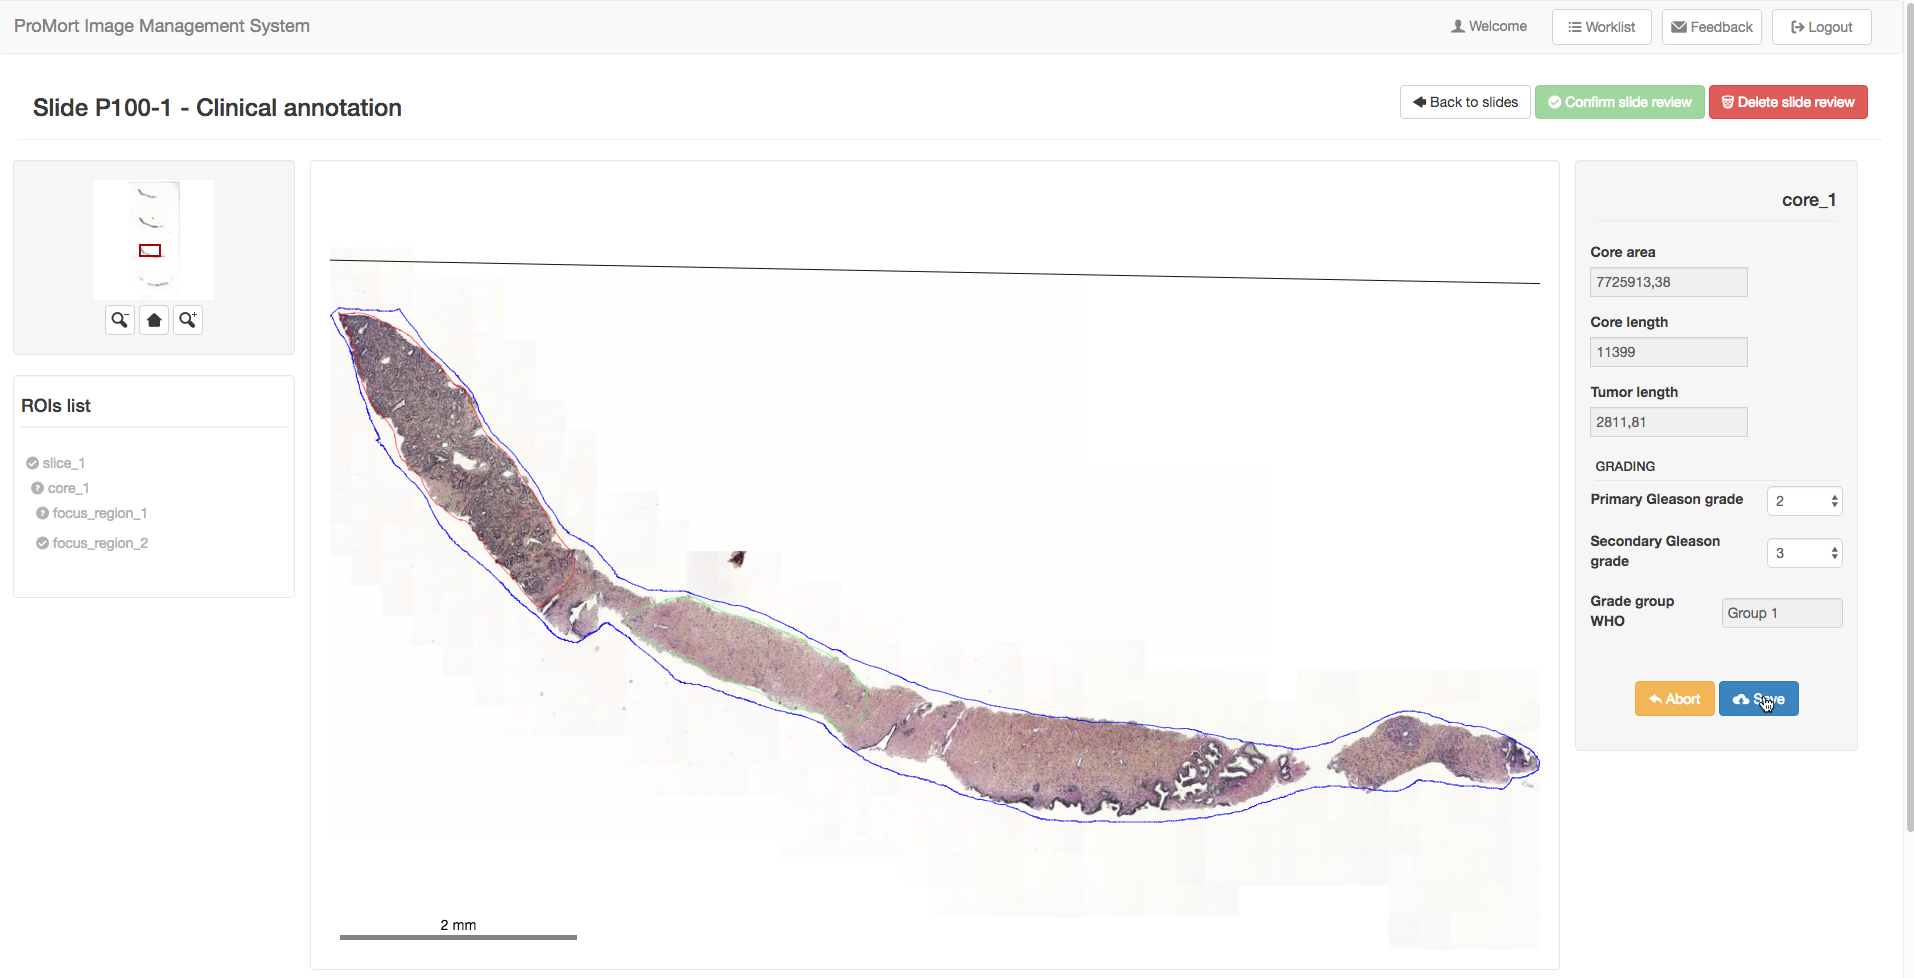 ProMort Image Management System
Welcome
Worklist
Feedback
Logout
Slide P100-1 - Clinical annotation
Back to slides
Confirm slide review
Delete slide review
ROIs list
slice_1
core_1
focus_region_1
focus_region_2
2 mm
core_1
Core area
7725913,38
Core length
11399
Tumor length
2811,81
GRADING
Primary Gleason grade
2
Secondary Gleason
grade
3
Grade group
WHO
Group 1
Abort
Save